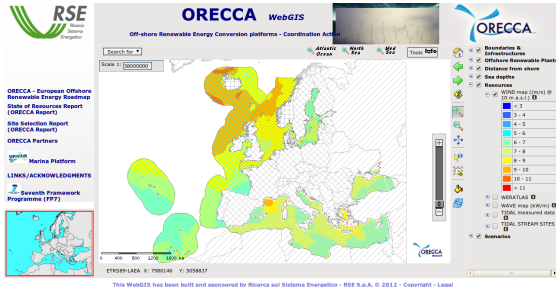 RSE
Ricerca
Sistema
Energetico
ORECCA WebGIS
Off-shore Renewable Energy Conversion platforms - Coordination Action
ORECCA
Search for
Atlantic
Ocean
North
Sea
Med
Sea
Tools
Info
Scale 1: 38000000
ORECCA - European Offshore
Renewable Energy Roadmap
State of Resources Report
(ORECCA Report)
Site Selection Report
(ORECCA Report)
ORECCA Partners
Marina Platform
LINKS/ACKNOWLEDGMENTS
Seventh Framework
Programme (FP7)
Boundaries &
Infrastructures
Offshore Renewable Plants
Distance from shore
Sea depths
Resources
WIND map ((m/s) @
10 m a.s.l.)
< 3
3 - 4
4 - 5
5 - 6
6 - 7
7 - 8
8 - 9
9 - 10
10 - 11
> 11
WERATLAS
WAVE map (kW/m)
TIDAL measured data
TIDAL STREAM SITES
Scenarios
ORECCA
ETRS89-LAEA X: 7980146 Y: 5058837
This WebGIS has been built and sponsored by Ricerca sul Sistema Energetico - RSE S.p.A. © 2012 - Copyright - Legal